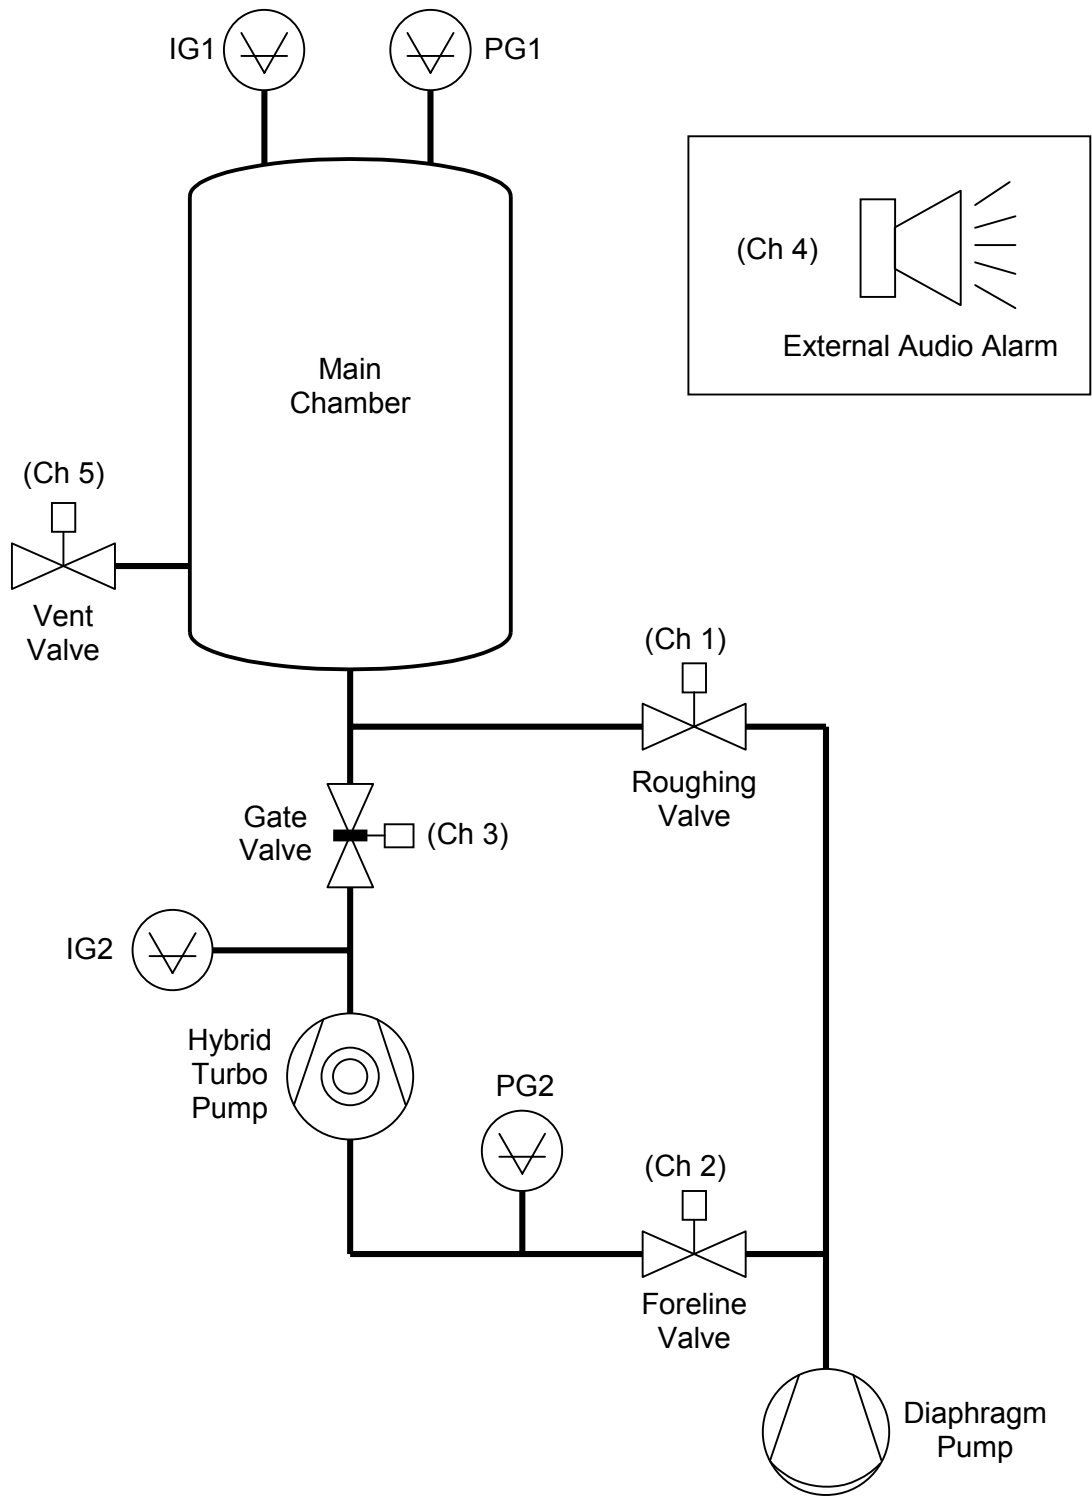 IG1
PG1
(Ch 4)
External Audio Alarm
Main
Chamber
(Ch 5)
Vent
Valve
(Ch 1)
Roughing
Valve
Gate
Valve
(Ch 3)
IG2
Hybrid
Turbo
Pump
PG2
(Ch 2)
Foreline
Valve
Diaphragm
Pump